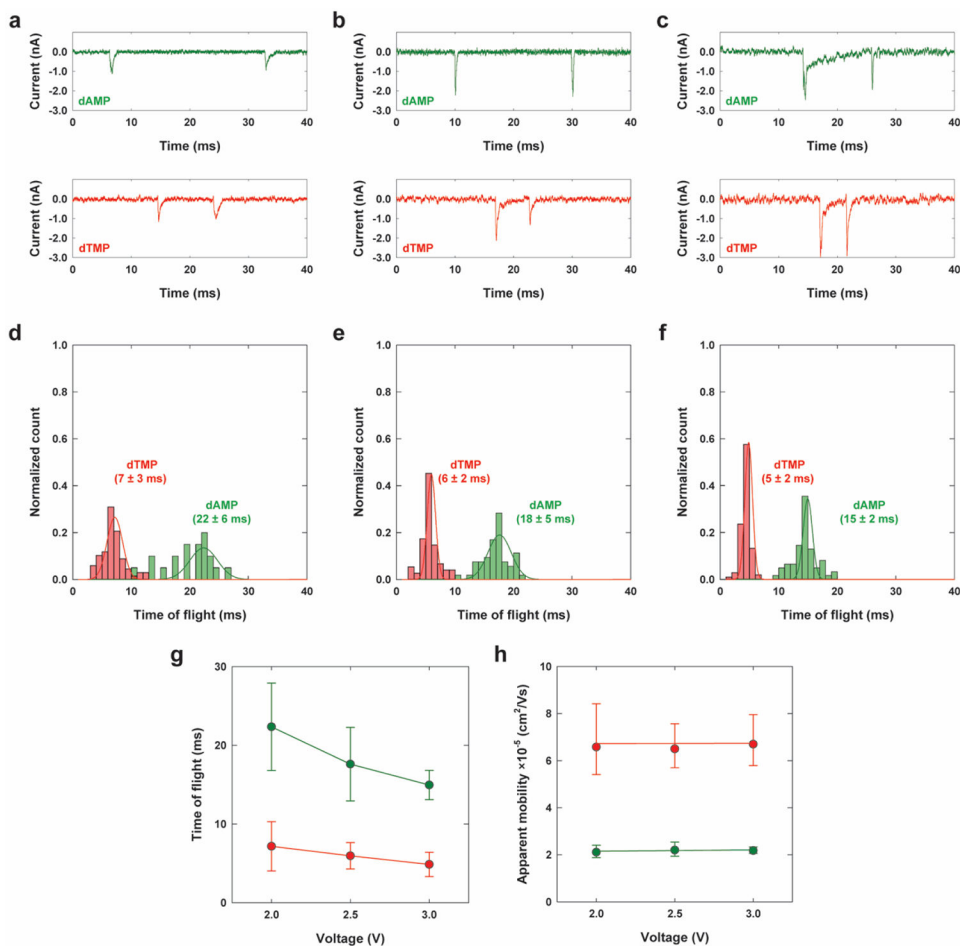 a
b
c
Current (nA)
0.0
-1.0
-2.0
-3.0
dAMP
0 10 20 30 40
Time (ms)
Current (nA)
0.0
-1.0
-2.0
-3.0
dAMP
0 10 20 30 40
Time (ms)
Current (nA)
0.0
-1.0
-2.0
-3.0
dAMP
0 10 20 30 40
Time (ms)
Current (nA)
0.0
-1.0
-2.0
-3.0
dTMP
0 10 20 30 40
Time (ms)
Current (nA)
0.0
-1.0
-2.0
-3.0
dTMP
0 10 20 30 40
Time (ms)
Current (nA)
0.0
-1.0
-2.0
-3.0
dTMP
0 10 20 30 40
Time (ms)
d
Normalized count
1.0
0.8
0.6
0.4
0.2
0.0
dTMP
(7 ± 3 ms)
dAMP
(22 ± 6 ms)
0 10 20 30 40
Time of flight (ms)
e
Normalized count
1.0
0.8
0.6
0.4
0.2
0.0
dTMP
(6 ± 2 ms)
dAMP
(18 ± 5 ms)
0 10 20 30 40
Time of flight (ms)
f
Normalized count
1.0
0.8
0.6
0.4
0.2
0.0
dTMP
(5 ± 2 ms)
dAMP
(15 ± 2 ms)
0 10 20 30 40
Time of flight (ms)
g
Time of flight (ms)
30
20
10
0
2.0 2.5 3.0
Voltage (V)
h
Apparent mobility ×10⁻⁵ (cm²/Vs)
10
8
6
4
2
0
2.0 2.5 3.0
Voltage (V)